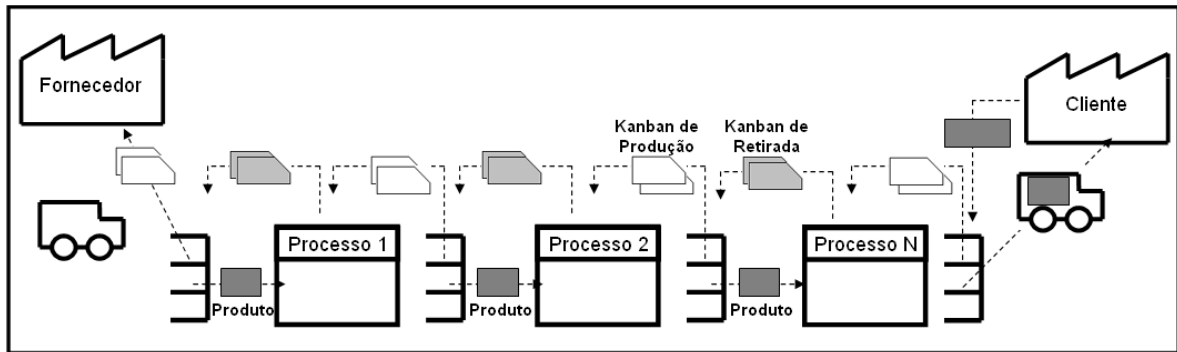 Fornecedor
Cliente
Kanban de
Produção
Kanban de
Retirada
Processo 1
Processo 2
Processo N
Produto
Produto
Produto